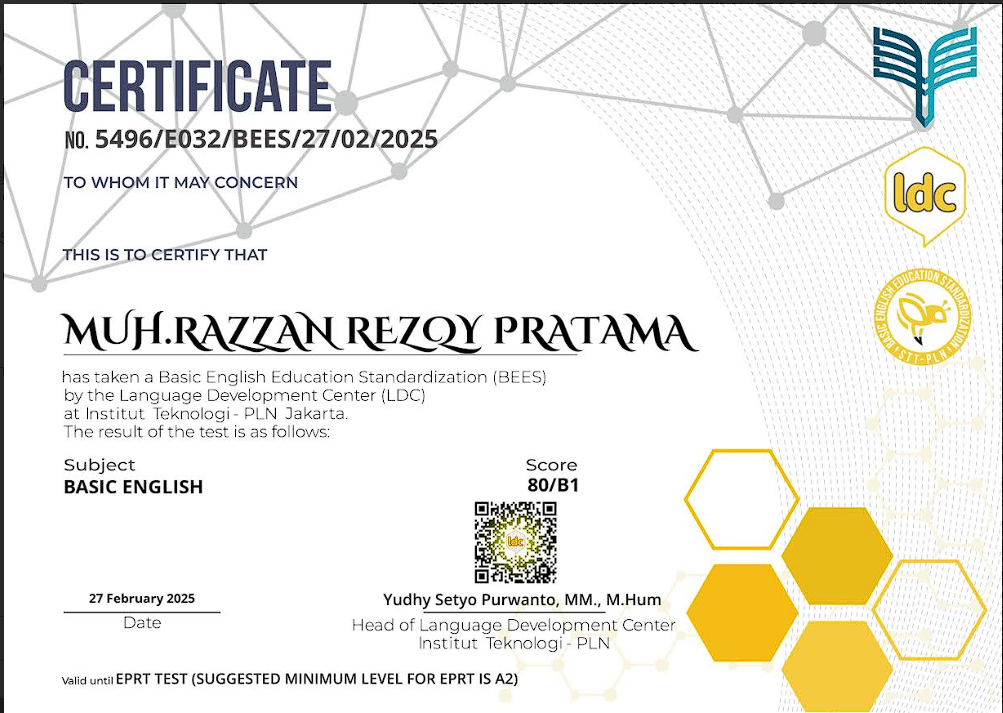 CERTIFICATE
NO. 5496/E032/BEES/27/02/2025
TO WHOM IT MAY CONCERN
THIS IS TO CERTIFY THAT
ldc
BASIC ENGLISH EDUCATION STANDARDIZATION
STT-PLN
MUH.RAZZAN REZQY PRATAMA
has taken a Basic English Education Standardization (BEES)
by the Language Development Center (LDC)
at Institut Teknologi - PLN Jakarta.
The result of the test is as follows:
Subject
BASIC ENGLISH
Score
80/B1
ldc
27 February 2025
Date
Yudhy Setyo Purwanto, MM., M.Hum
Head of Language Development Center
Institut Teknologi - PLN
Valid until EPRT TEST (SUGGESTED MINIMUM LEVEL FOR EPRT IS A2)